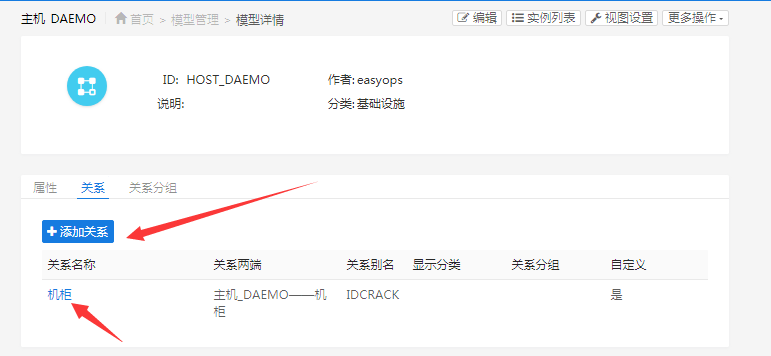 主机 DAEMO 首页 > 模型管理 > 模型详情 编辑 实例列表 视图设置 更多操作
ID: HOST_DAEMO 作者: easyops
说明: 分类: 基础设施
属性 关系 关系分组
添加关系
关系名称 关系两端 关系别名 显示分类 关系分组 自定义
机柜 主机_DAEMO——机 IDCRACK 是
柜